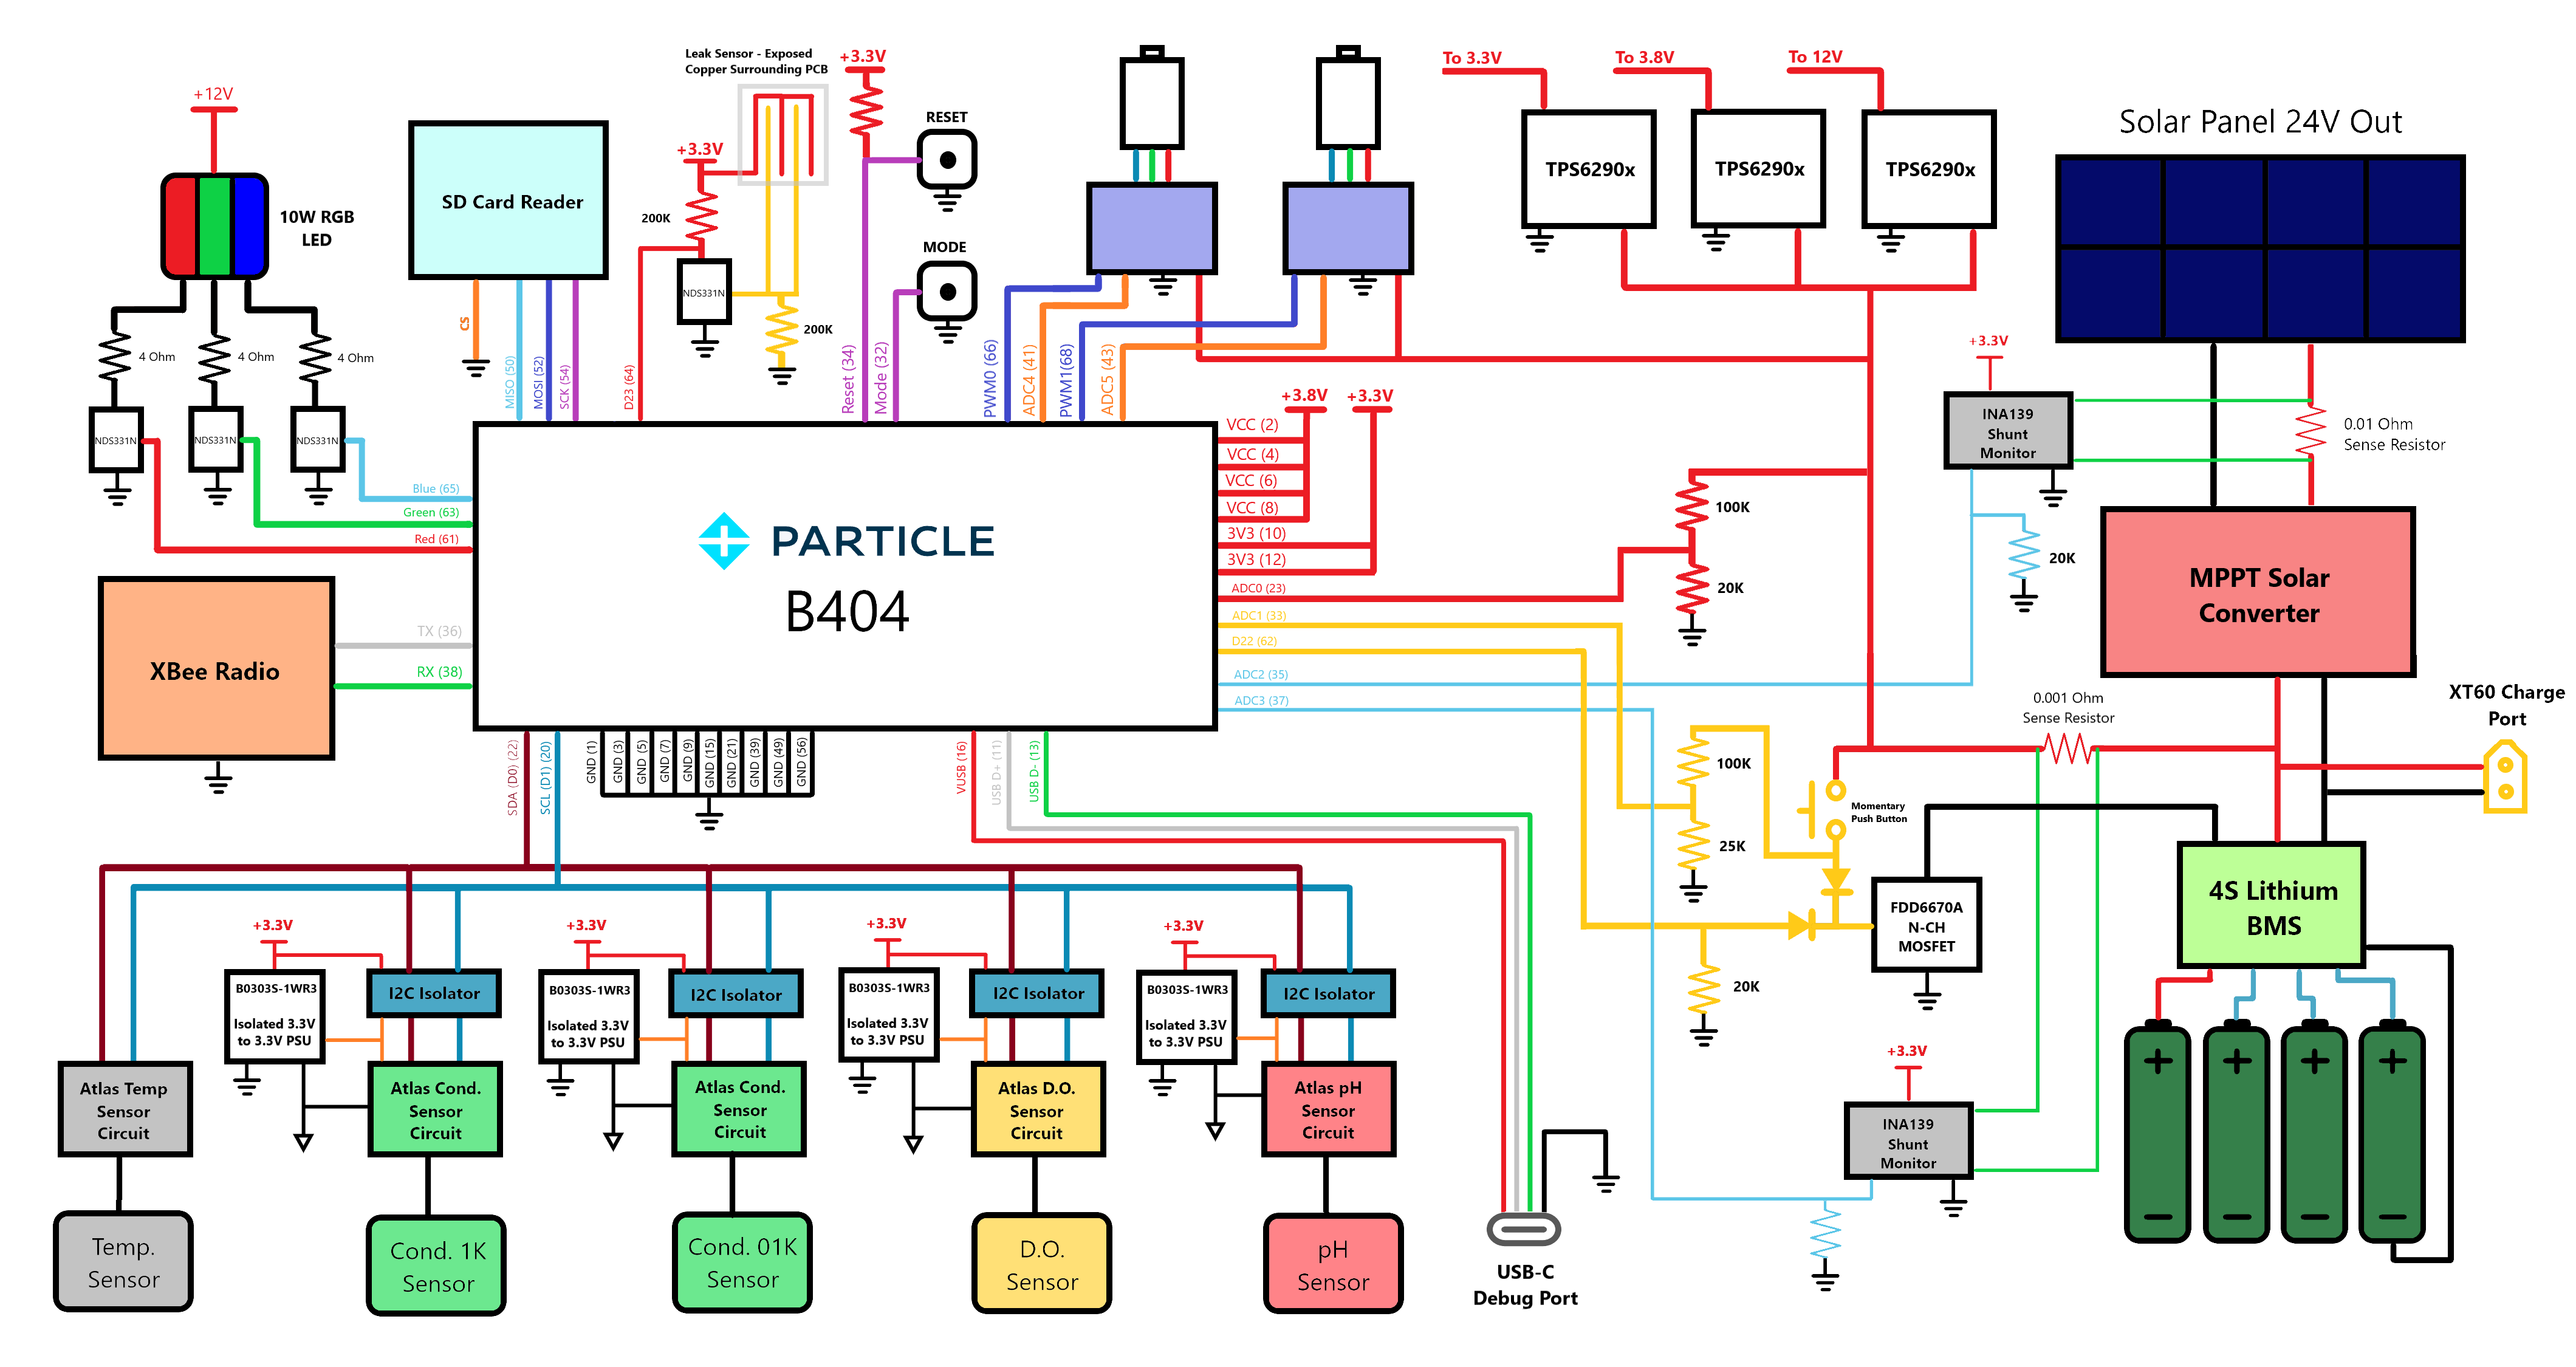 Leak Sensor - Exposed
Copper Surrounding PCB
+3.3V
To 3.3V
To 3.8V
To 12V
+12V
RESET
Solar Panel 24V Out
+3.3V
TPS6290x
TPS6290x
TPS6290x
SD Card Reader
10W RGB
LED
200K
MODE
NDS331N
200K
CS
4 Ohm
4 Ohm
4 Ohm
MISO (50)
MOSI (52)
SCK (54)
D23 (64)
Reset (34)
Mode (32)
PWM0 (66)
ADC4 (41)
PWM1(68)
ADC5 (43)
+3.3V
+3.8V
+3.3V
INA139
Shunt
Monitor
0.01 Ohm
Sense Resistor
NDS331N
NDS331N
NDS331N
VCC (2)
VCC (4)
VCC (6)
VCC (8)
3V3 (10)
3V3 (12)
ADC0 (23)
ADC1 (33)
D22 (62)
ADC2 (35)
ADC3 (37)
Blue (65)
Green (63)
Red (61)
PARTICLE
B404
100K
20K
20K
MPPT Solar
Converter
XBee Radio
TX (36)
RX (38)
XT60 Charge
Port
0.001 Ohm
Sense Resistor
SDA (D0) (22)
SCL (D1) (20)
GND (1)
GND (3)
GND (5)
GND (7)
GND (9)
GND (15)
GND (21)
GND (39)
GND (49)
GND (56)
VUSB (16)
USB D+ (11)
USB D- (13)
100K
25K
Momentary
Push Button
FDD6670A
N-CH
MOSFET
4S Lithium
BMS
20K
+3.3V
+3.3V
+3.3V
+3.3V
B0303S-1WR3
Isolated 3.3V
to 3.3V PSU
I2C Isolator
B0303S-1WR3
Isolated 3.3V
to 3.3V PSU
I2C Isolator
B0303S-1WR3
Isolated 3.3V
to 3.3V PSU
I2C Isolator
B0303S-1WR3
Isolated 3.3V
to 3.3V PSU
I2C Isolator
+3.3V
Atlas Temp
Sensor
Circuit
Atlas Cond.
Sensor
Circuit
Atlas Cond.
Sensor
Circuit
Atlas D.O.
Sensor
Circuit
Atlas pH
Sensor
Circuit
INA139
Shunt
Monitor
Temp.
Sensor
Cond. 1K
Sensor
Cond. 01K
Sensor
D.O.
Sensor
pH
Sensor
USB-C
Debug Port